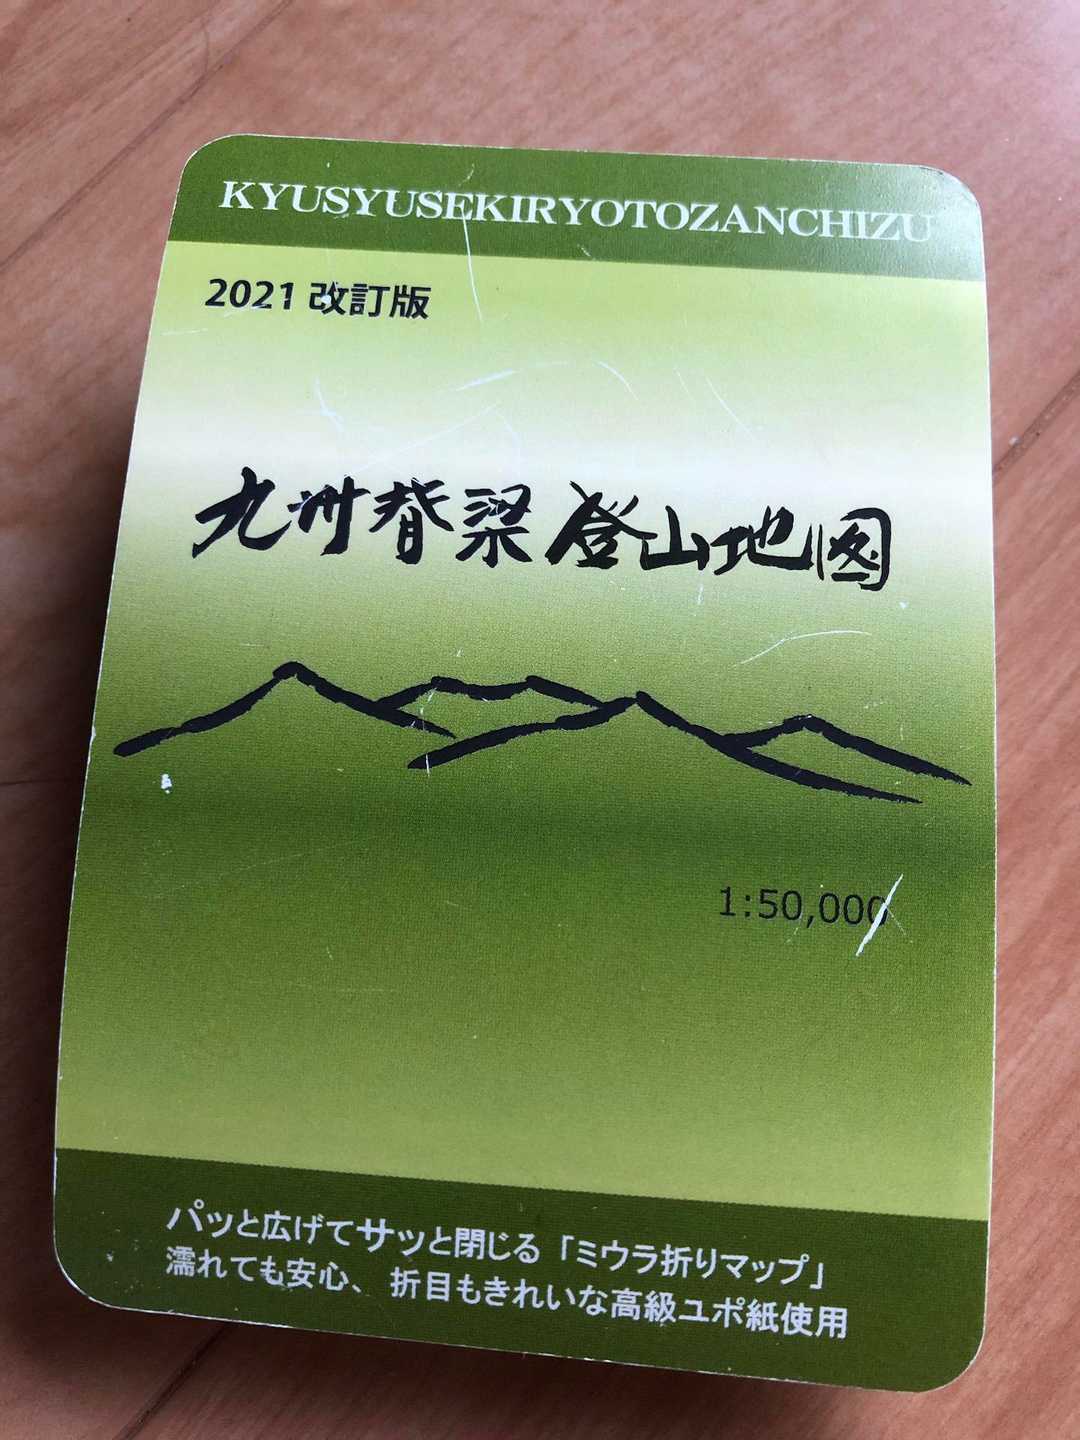 KYUSYUSEKIRYOTOZANCHIZU
2021 改訂版
九州脊梁 登山地図
1:50,000
パッと広げてサッと閉じる「ミウラ折りマップ」
濡れても安心、折目もきれいな高級ユポ紙使用